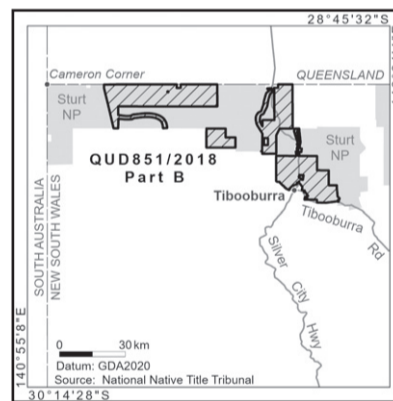 28°45'32"S
Cameron Corner
QUEENSLAND
Sturt
NP
QUD851/2018
Part B
Sturt
NP
Tibooburra
Tibooburra Rd
Silver City Hwy
SOUTH AUSTRALIA
NEW SOUTH WALES
0 30 km
Datum: GDA2020
Source: National Native Title Tribunal
140°55'8"E
30°14'28"S